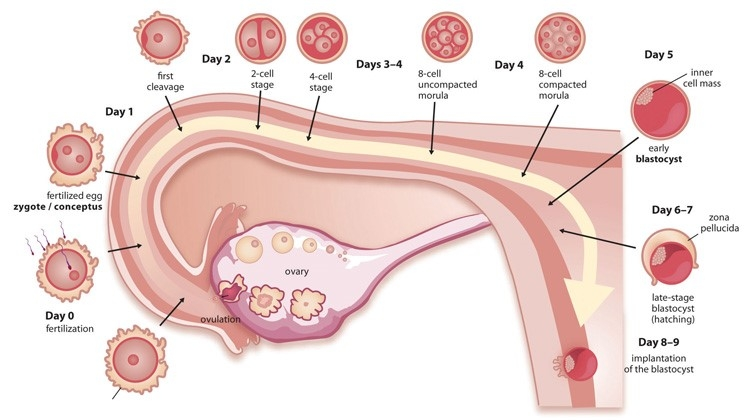 Day 2
first
cleavage
2-cell
stage
4-cell
stage
Days 3–4
8-cell
uncompacted
morula
Day 4
8-cell
compacted
morula
Day 5
inner
cell mass
early
blastocyst
Day 1
fertilized egg
zygote / conceptus
Day 0
fertilization
ovary
ovulation
Day 6–7
zona
pellucida
late-stage
blastocyst
(hatching)
Day 8–9
implantation
of the blastocyst